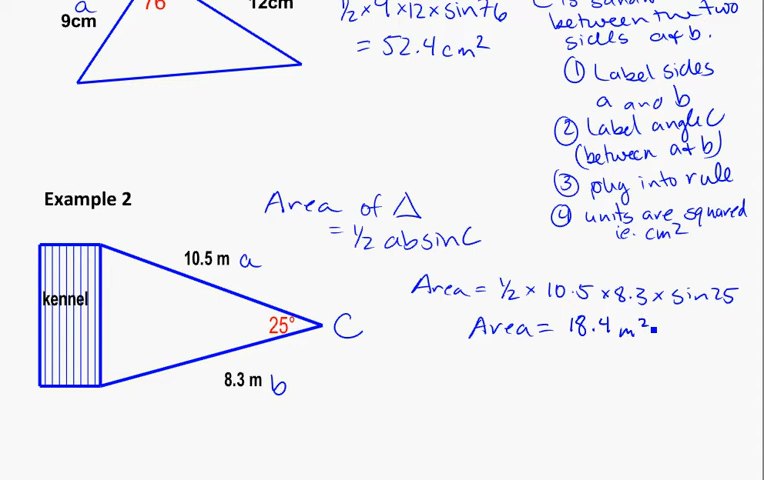 a
76
12cm
9cm
½×9×12×sin76
= 52.4cm²
between the two
sides a+b.
① Label sides
a and b
② Label angle C
(between a+b)
③ plug into rule
④ units are squared
ie. cm²
Example 2
Area of Δ
= ½ absinC
10.5 m a
kennel
25°
C
8.3 m b
Area = ½ × 10.5 × 8.3 × sin25
Area = 18.4 m²